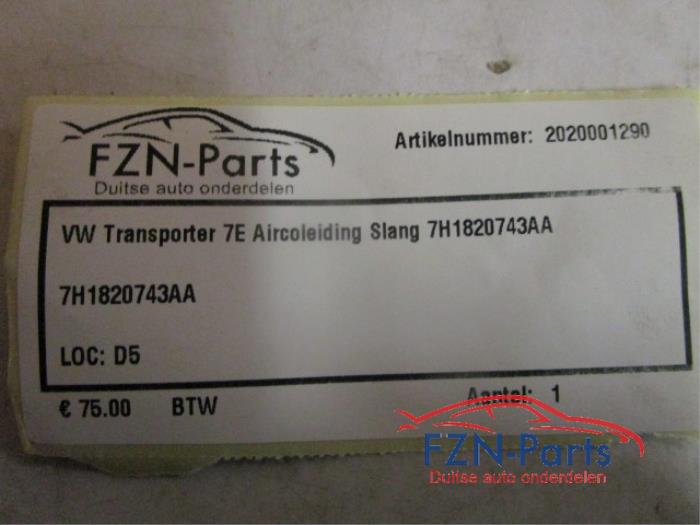 FZN-Parts
Duitse auto onderdelen
Artikelnummer: 2020001290
VW Transporter 7E Aircoleiding Slang 7H1820743AA
7H1820743AA
LOC: D5
€ 75.00 BTW Aantel: 1
FZN-Parts
Duitse auto onderdelen